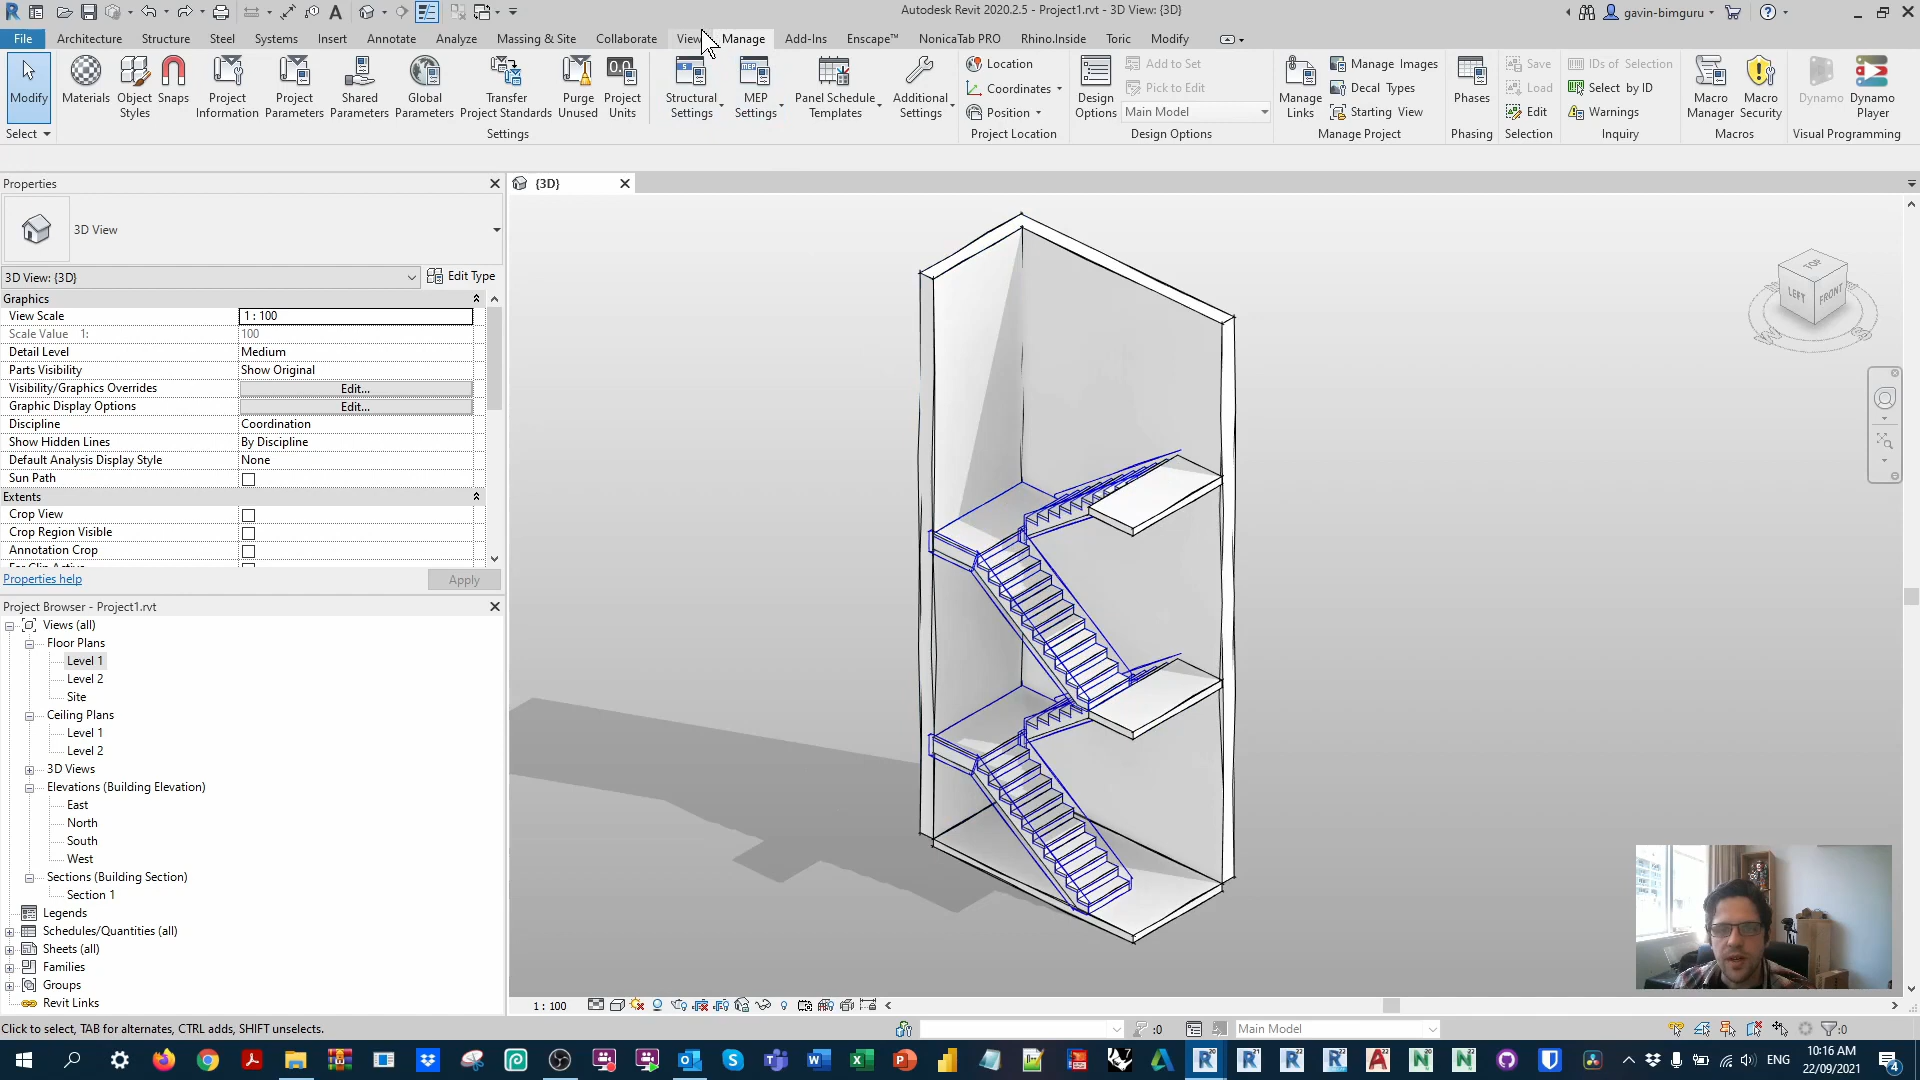 Autodesk Revit 2020.2.5 - Project1.rvt - 3D View: {3D}
gavin-bimguru
File Architecture Structure Steel Systems Insert Annotate Analyze Massing & Site Collaborate View Manage Add-Ins Enscape™ NonicaTab PRO Rhino.Inside Toric Modify
Modify
Materials
Object Styles
Snaps
Project Information
Project Parameters
Shared Parameters
Global Parameters
Transfer Project Standards
Purge Unused
Project Units
Structural Settings
MEP Settings
Panel Schedule Templates
Additional Settings
Location
Coordinates
Position
Design Options
Add to Set
Pick to Edit
Main Model
Manage Links
Manage Images
Decal Types
Starting View
Phases
Save
Load
Edit
IDs of Selection
Select by ID
Warnings
Macro Manager
Macro Security
Dynamo
Dynamo Player
Select
Settings
Project Location
Design Options
Manage Project
Phasing
Selection
Inquiry
Macros
Visual Programming
Properties
{3D}
3D View
3D View: {3D}
Edit Type
Graphics
View Scale 1 : 100
Scale Value 1: 100
Detail Level Medium
Parts Visibility Show Original
Visibility/Graphics Overrides Edit...
Graphic Display Options Edit...
Discipline Coordination
Show Hidden Lines By Discipline
Default Analysis Display Style None
Sun Path
Extents
Crop View
Crop Region Visible
Annotation Crop
Far Clip Active
Properties help
Apply
Project Browser - Project1.rvt
Views (all)
Floor Plans
Level 1
Level 2
Site
Ceiling Plans
Level 1
Level 2
3D Views
Elevations (Building Elevation)
East
North
South
West
Sections (Building Section)
Section 1
Legends
Schedules/Quantities (all)
Sheets (all)
Families
Groups
Revit Links
TOP
LEFT
FRONT
W
S
1 : 100
Click to select, TAB for alternates, CTRL adds, SHIFT unselects.
:0
Main Model
:0
ENG
10:16 AM
22/09/2021
4